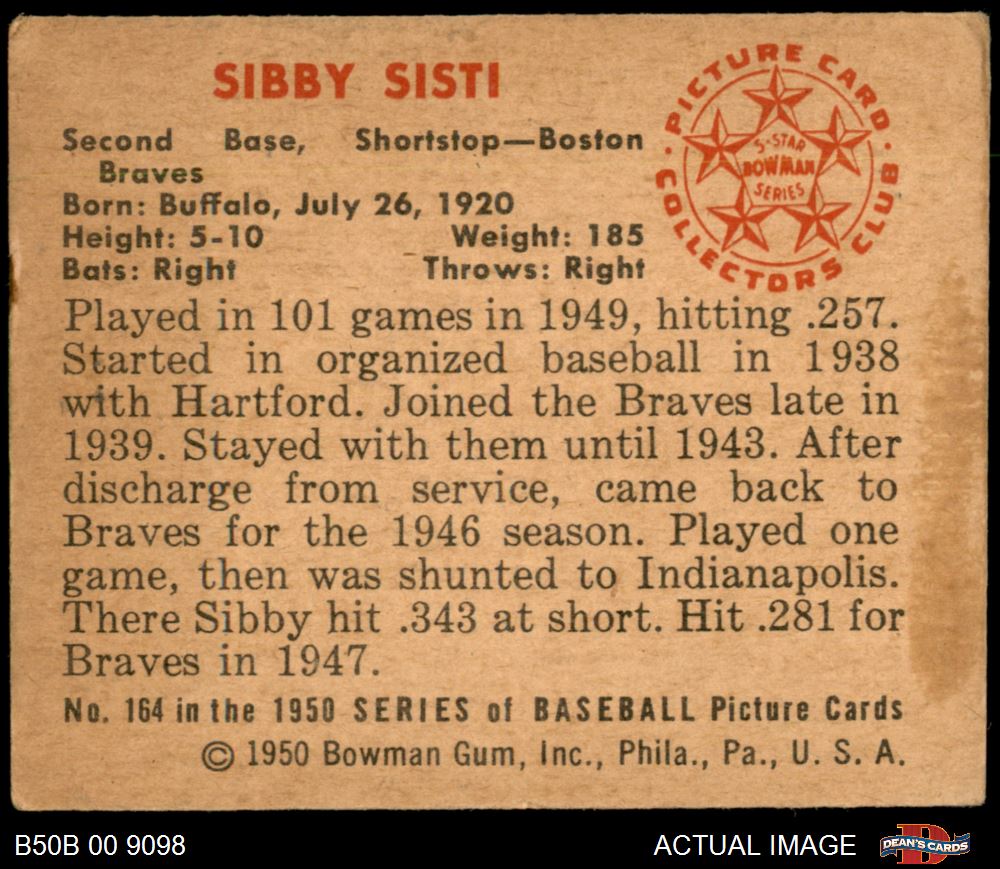 SIBBY SISTI
Second Base, Shortstop—Boston
Braves
Born: Buffalo, July 26, 1920
Height: 5-10 Weight: 185
Bats: Right Throws: Right
PICTURE CARD
COLLECTORS CLUB
5-STAR
BOWMAN
SERIES
Played in 101 games in 1949, hitting .257.
Started in organized baseball in 1938
with Hartford. Joined the Braves late in
1939. Stayed with them until 1943. After
discharge from service, came back to
Braves for the 1946 season. Played one
game, then was shunted to Indianapolis.
There Sibby hit .343 at short. Hit .281 for
Braves in 1947.
No. 164 in the 1950 SERIES of BASEBALL Picture Cards
© 1950 Bowman Gum, Inc., Phila., Pa., U. S. A.
B50B 00 9098
ACTUAL IMAGE
D
DEAN'S CARDS